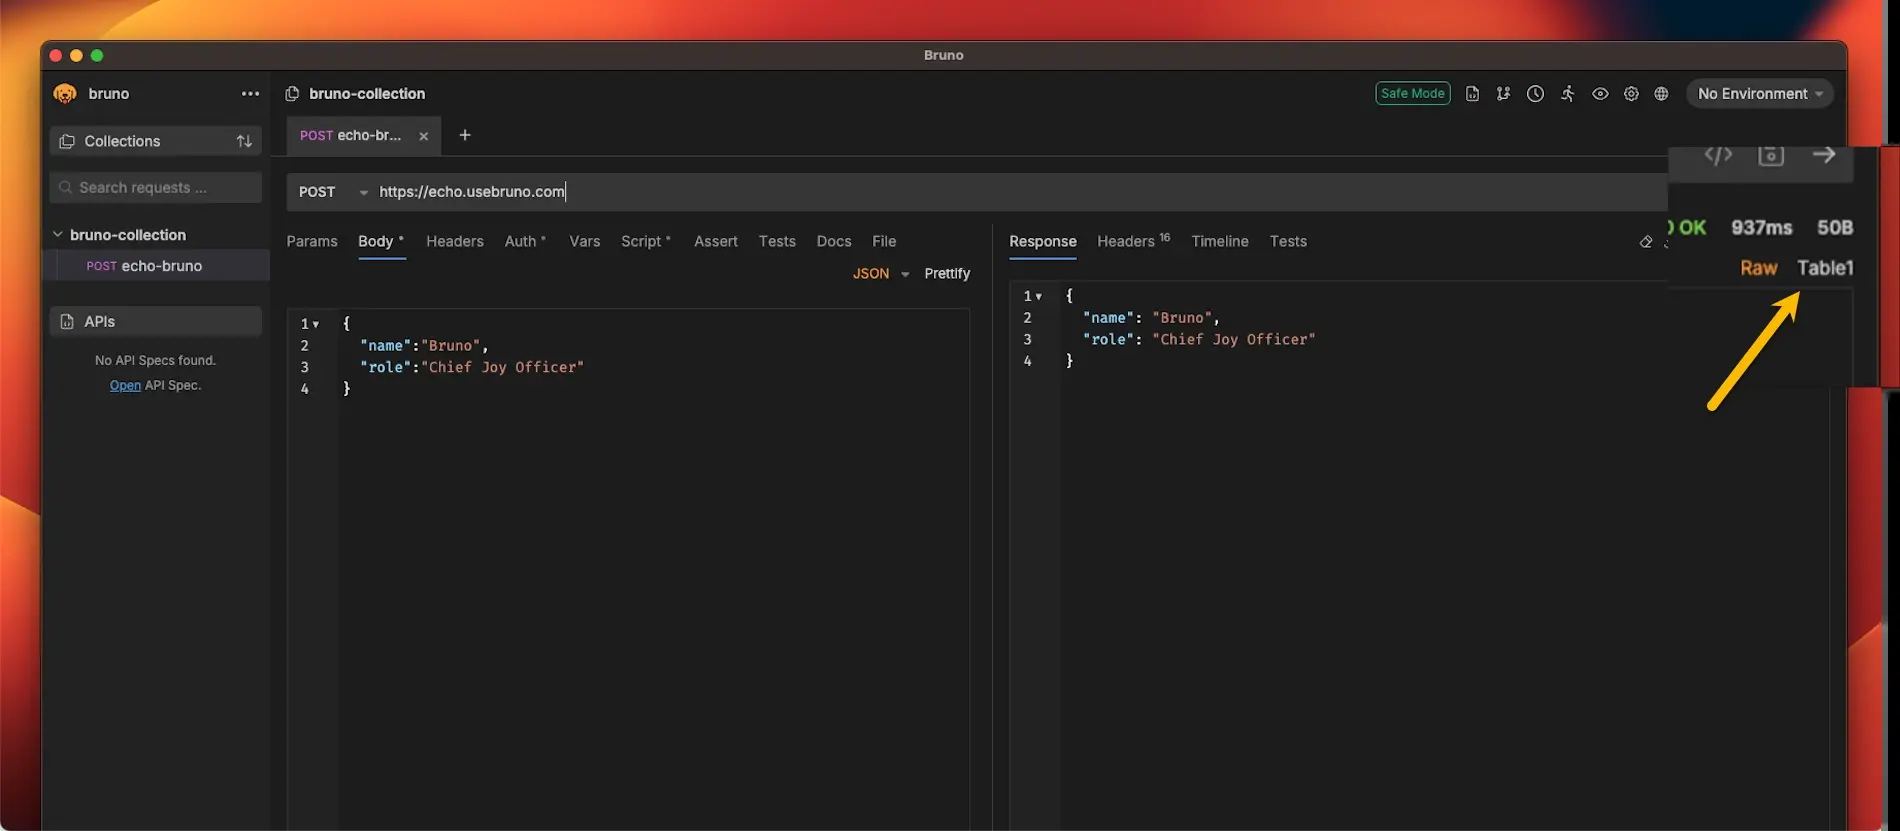 Bruno
bruno
bruno-collection
Safe Mode
No Environment
Collections
POST echo-br...
Search requests ...
POST
https://echo.usebruno.com
bruno-collection
POST echo-bruno
APIs
No API Specs found.
Open API Spec.
Params Body * Headers Auth * Vars Script * Assert Tests Docs File
JSON Prettify
1 {
2 "name":"Bruno",
3 "role":"Chief Joy Officer"
4 }
Response Headers 16 Timeline Tests
OK 937ms 50B
Raw Table1
1 {
2 "name": "Bruno",
3 "role": "Chief Joy Officer"
4 }